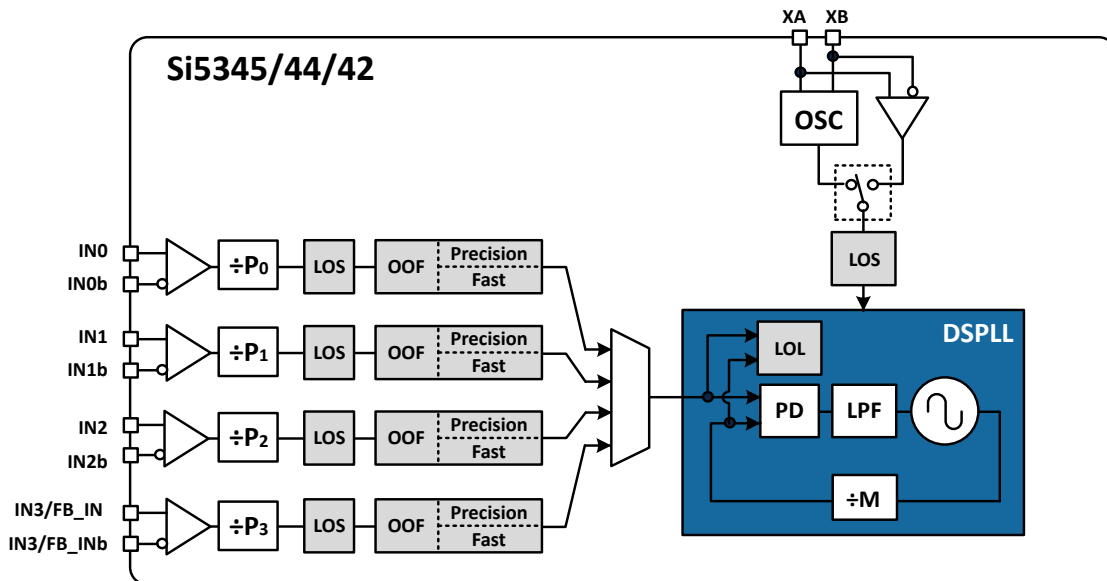 XA XB
Si5345/44/42
OSC
LOS
IN0
IN0b
÷P0
LOS
OOF
Precision
Fast
IN1
IN1b
÷P1
LOS
OOF
Precision
Fast
IN2
IN2b
÷P2
LOS
OOF
Precision
Fast
IN3/FB_IN
IN3/FB_INb
÷P3
LOS
OOF
Precision
Fast
DSPLL
LOL
PD
LPF
÷M